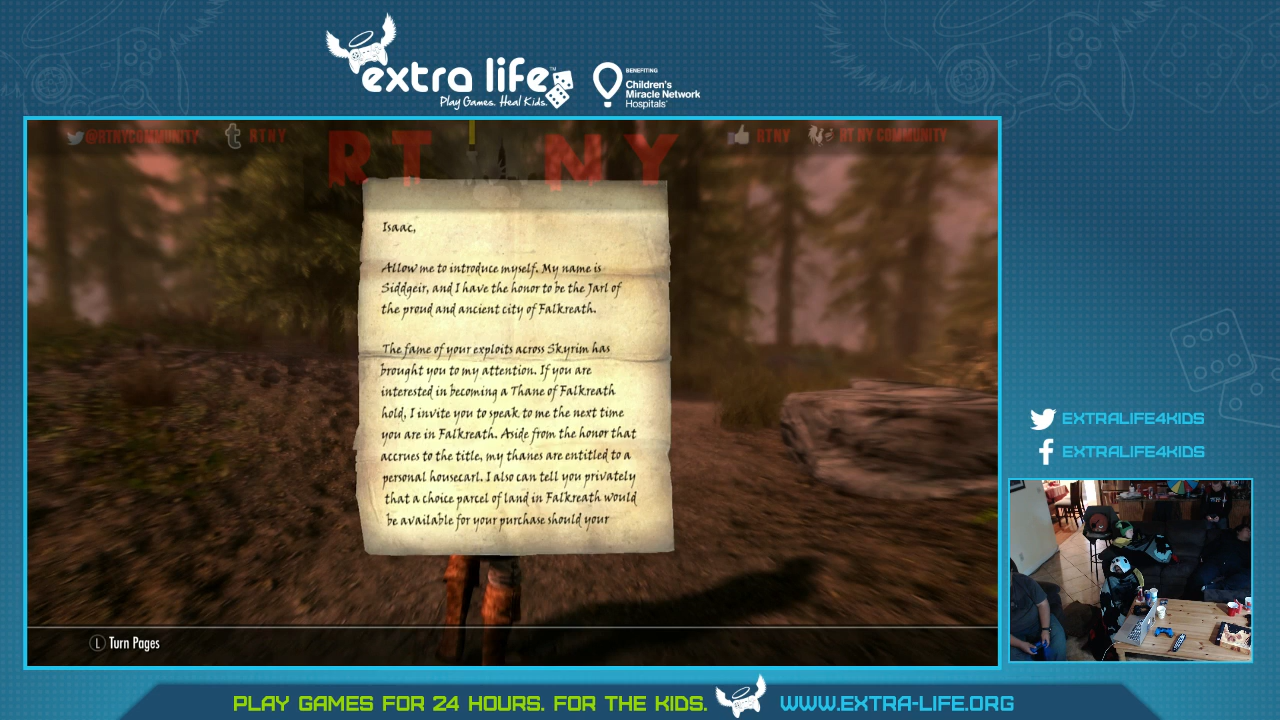 extra life™
Play Games. Heal Kids.
BENEFITING
Children's
Miracle Network
Hospitals
@RTNYCOMMUNITY
RTNY
RT NY
RTNY
RT NY COMMUNITY
Isaac,
Allow me to introduce myself. My name is
Siddgeir, and I have the honor to be the Jarl of
the proud and ancient city of Falkreath.
The fame of your exploits across Skyrim has
brought you to my attention. If you are
interested in becoming a Thane of Falkreath
hold, I invite you to speak to me the next time
you are in Falkreath. Aside from the honor that
accrues to the title, my thanes are entitled to a
personal housecarl. I also can tell you privately
that a choice parcel of land in Falkreath would
be available for your purchase should your
L Turn Pages
EXTRALIFE4KIDS
EXTRALIFE4KIDS
PLAY GAMES FOR 24 HOURS. FOR THE KIDS.
WWW.EXTRA-LIFE.ORG